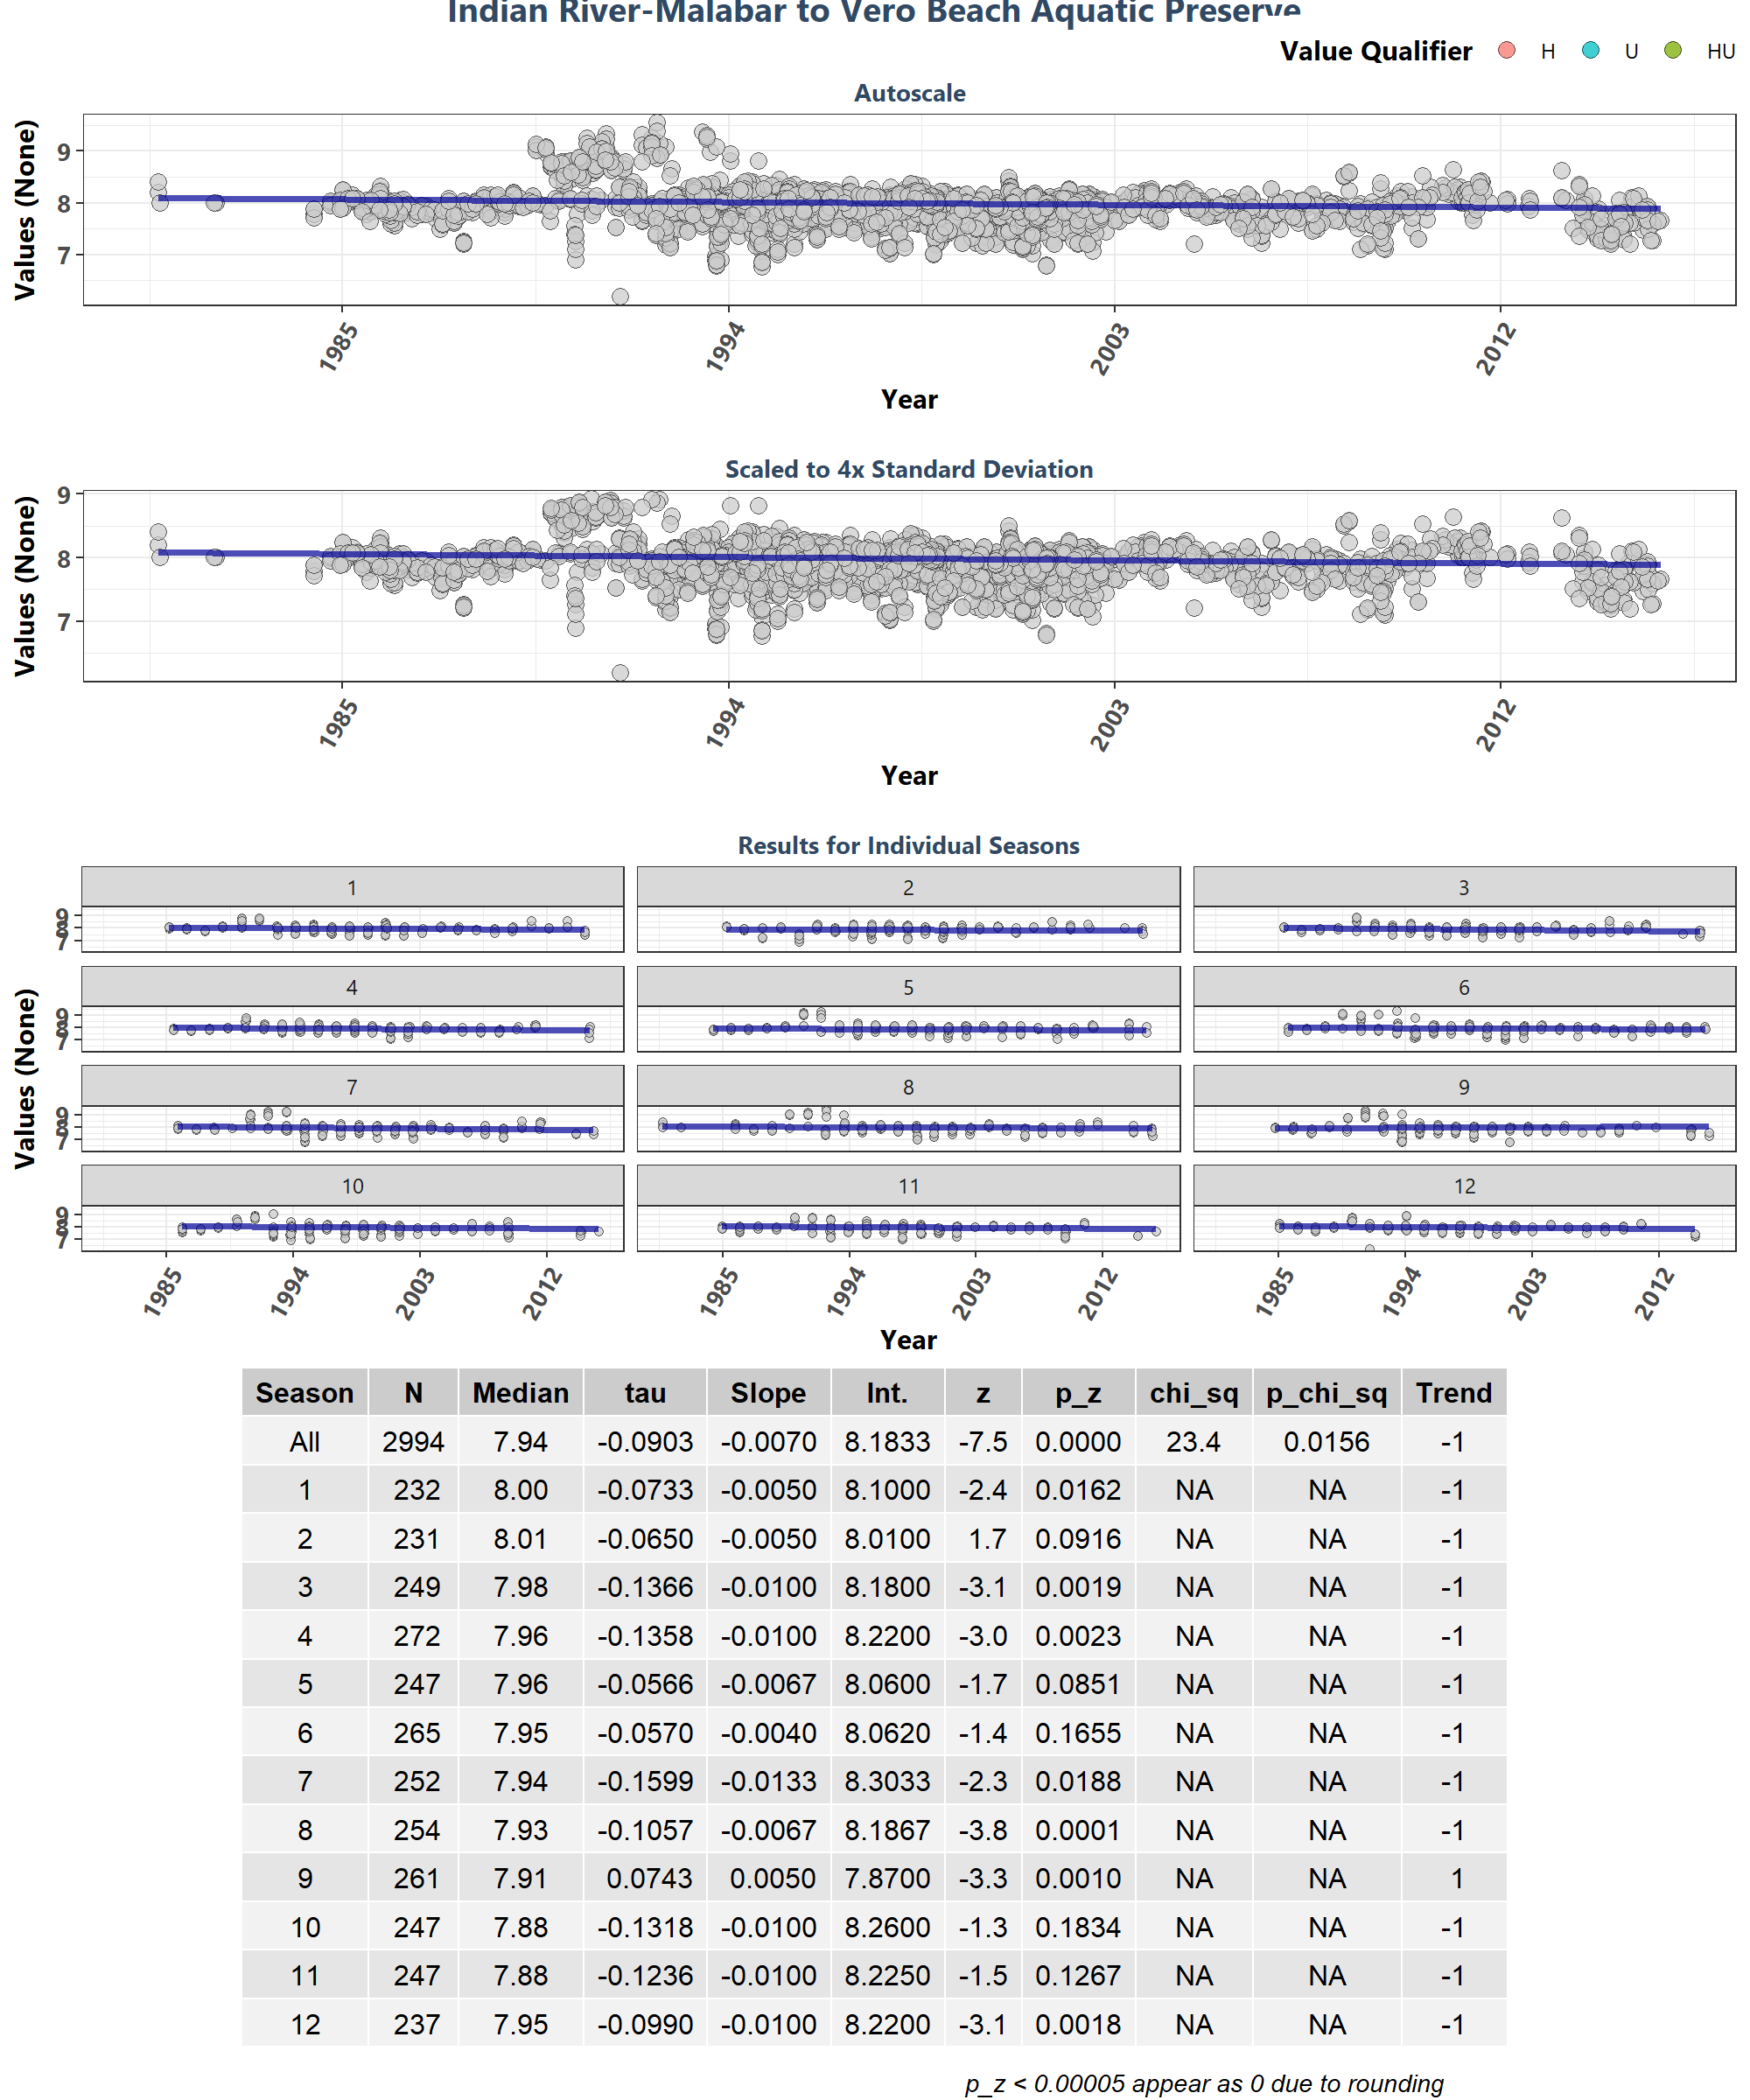 Indian River-Malabar to Vero Beach Aquatic Preserve
Value Qualifier H U HU
Autoscale
Values (None)
9
8
7
1985 1994 2003 2012
Year
Scaled to 4x Standard Deviation
Values (None)
9
8
7
1985 1994 2003 2012
Year
Results for Individual Seasons
Values (None)
1 2 3
9
8
7
4 5 6
9
8
7
7 8 9
9
8
7
10 11 12
9
8
7
1985 1994 2003 2012 1985 1994 2003 2012 1985 1994 2003 2012
Year
Season N Median tau Slope Int. z p_z chi_sq p_chi_sq Trend
All 2994 7.94 -0.0903 -0.0070 8.1833 -7.5 0.0000 23.4 0.0156 -1
1 232 8.00 -0.0733 -0.0050 8.1000 -2.4 0.0162 NA NA -1
2 231 8.01 -0.0650 -0.0050 8.0100 1.7 0.0916 NA NA -1
3 249 7.98 -0.1366 -0.0100 8.1800 -3.1 0.0019 NA NA -1
4 272 7.96 -0.1358 -0.0100 8.2200 -3.0 0.0023 NA NA -1
5 247 7.96 -0.0566 -0.0067 8.0600 -1.7 0.0851 NA NA -1
6 265 7.95 -0.0570 -0.0040 8.0620 -1.4 0.1655 NA NA -1
7 252 7.94 -0.1599 -0.0133 8.3033 -2.3 0.0188 NA NA -1
8 254 7.93 -0.1057 -0.0067 8.1867 -3.8 0.0001 NA NA -1
9 261 7.91 0.0743 0.0050 7.8700 -3.3 0.0010 NA NA 1
10 247 7.88 -0.1318 -0.0100 8.2600 -1.3 0.1834 NA NA -1
11 247 7.88 -0.1236 -0.0100 8.2250 -1.5 0.1267 NA NA -1
12 237 7.95 -0.0990 -0.0100 8.2200 -3.1 0.0018 NA NA -1
p_z < 0.00005 appear as 0 due to rounding